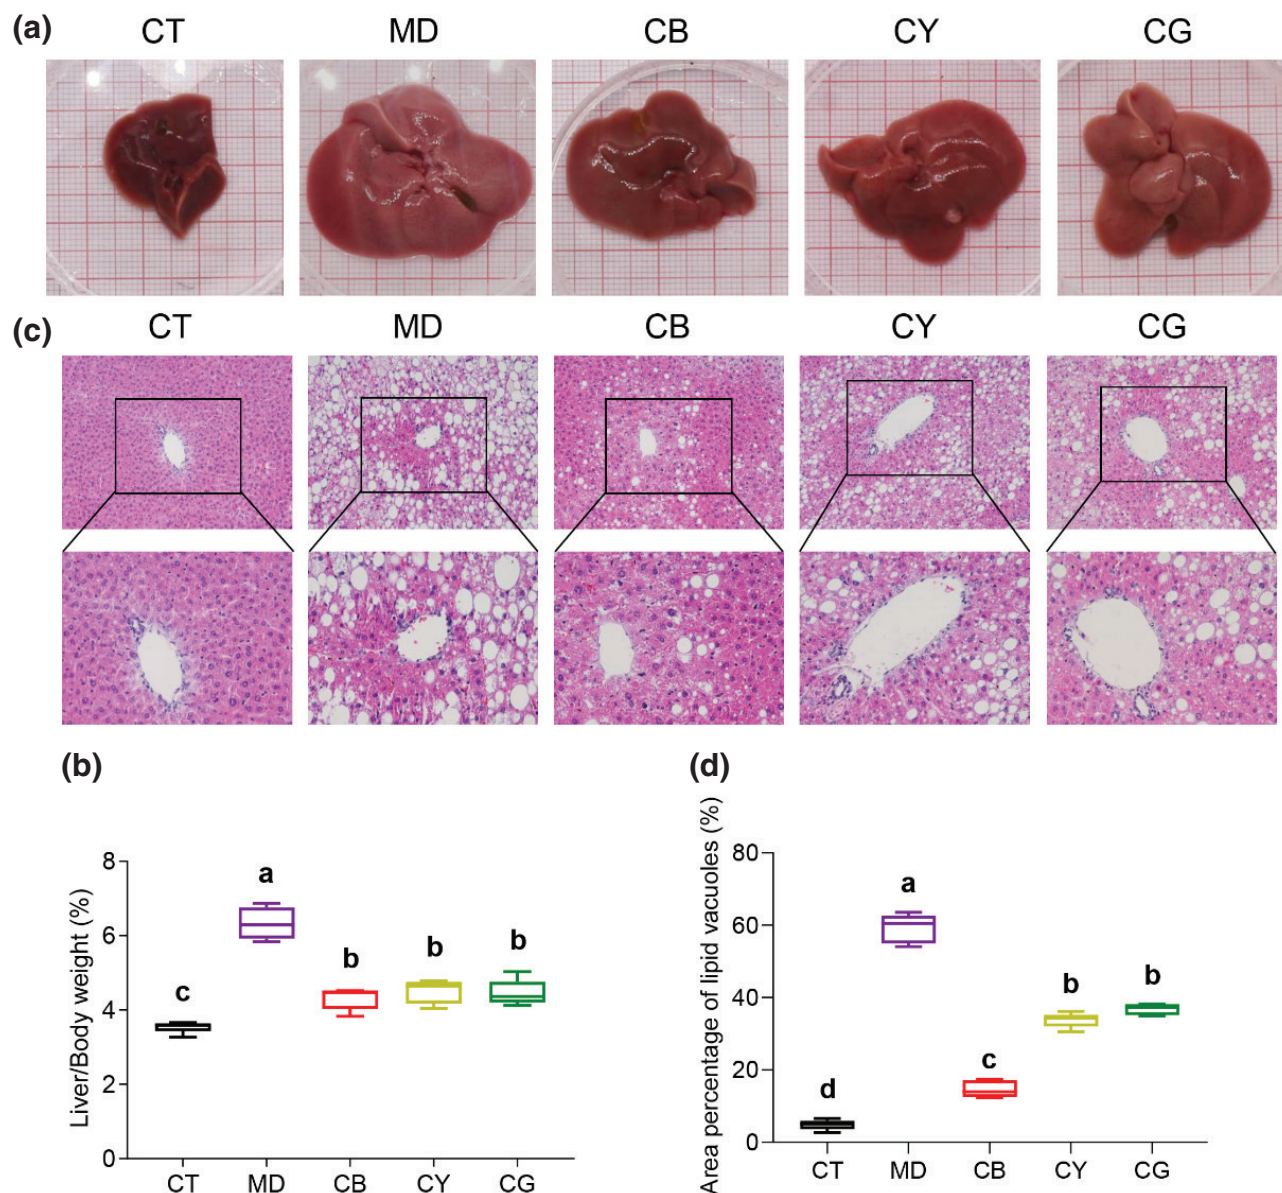 (a) CT MD CB CY CG
(c) CT MD CB CY CG
(b)
Liver/Body weight (%)
8
6
4
2
0
c a b b b
CT MD CB CY CG
(d)
Area percentage of lipid vacuoles (%)
80
60
40
20
0
d a c b b
CT MD CB CY CG